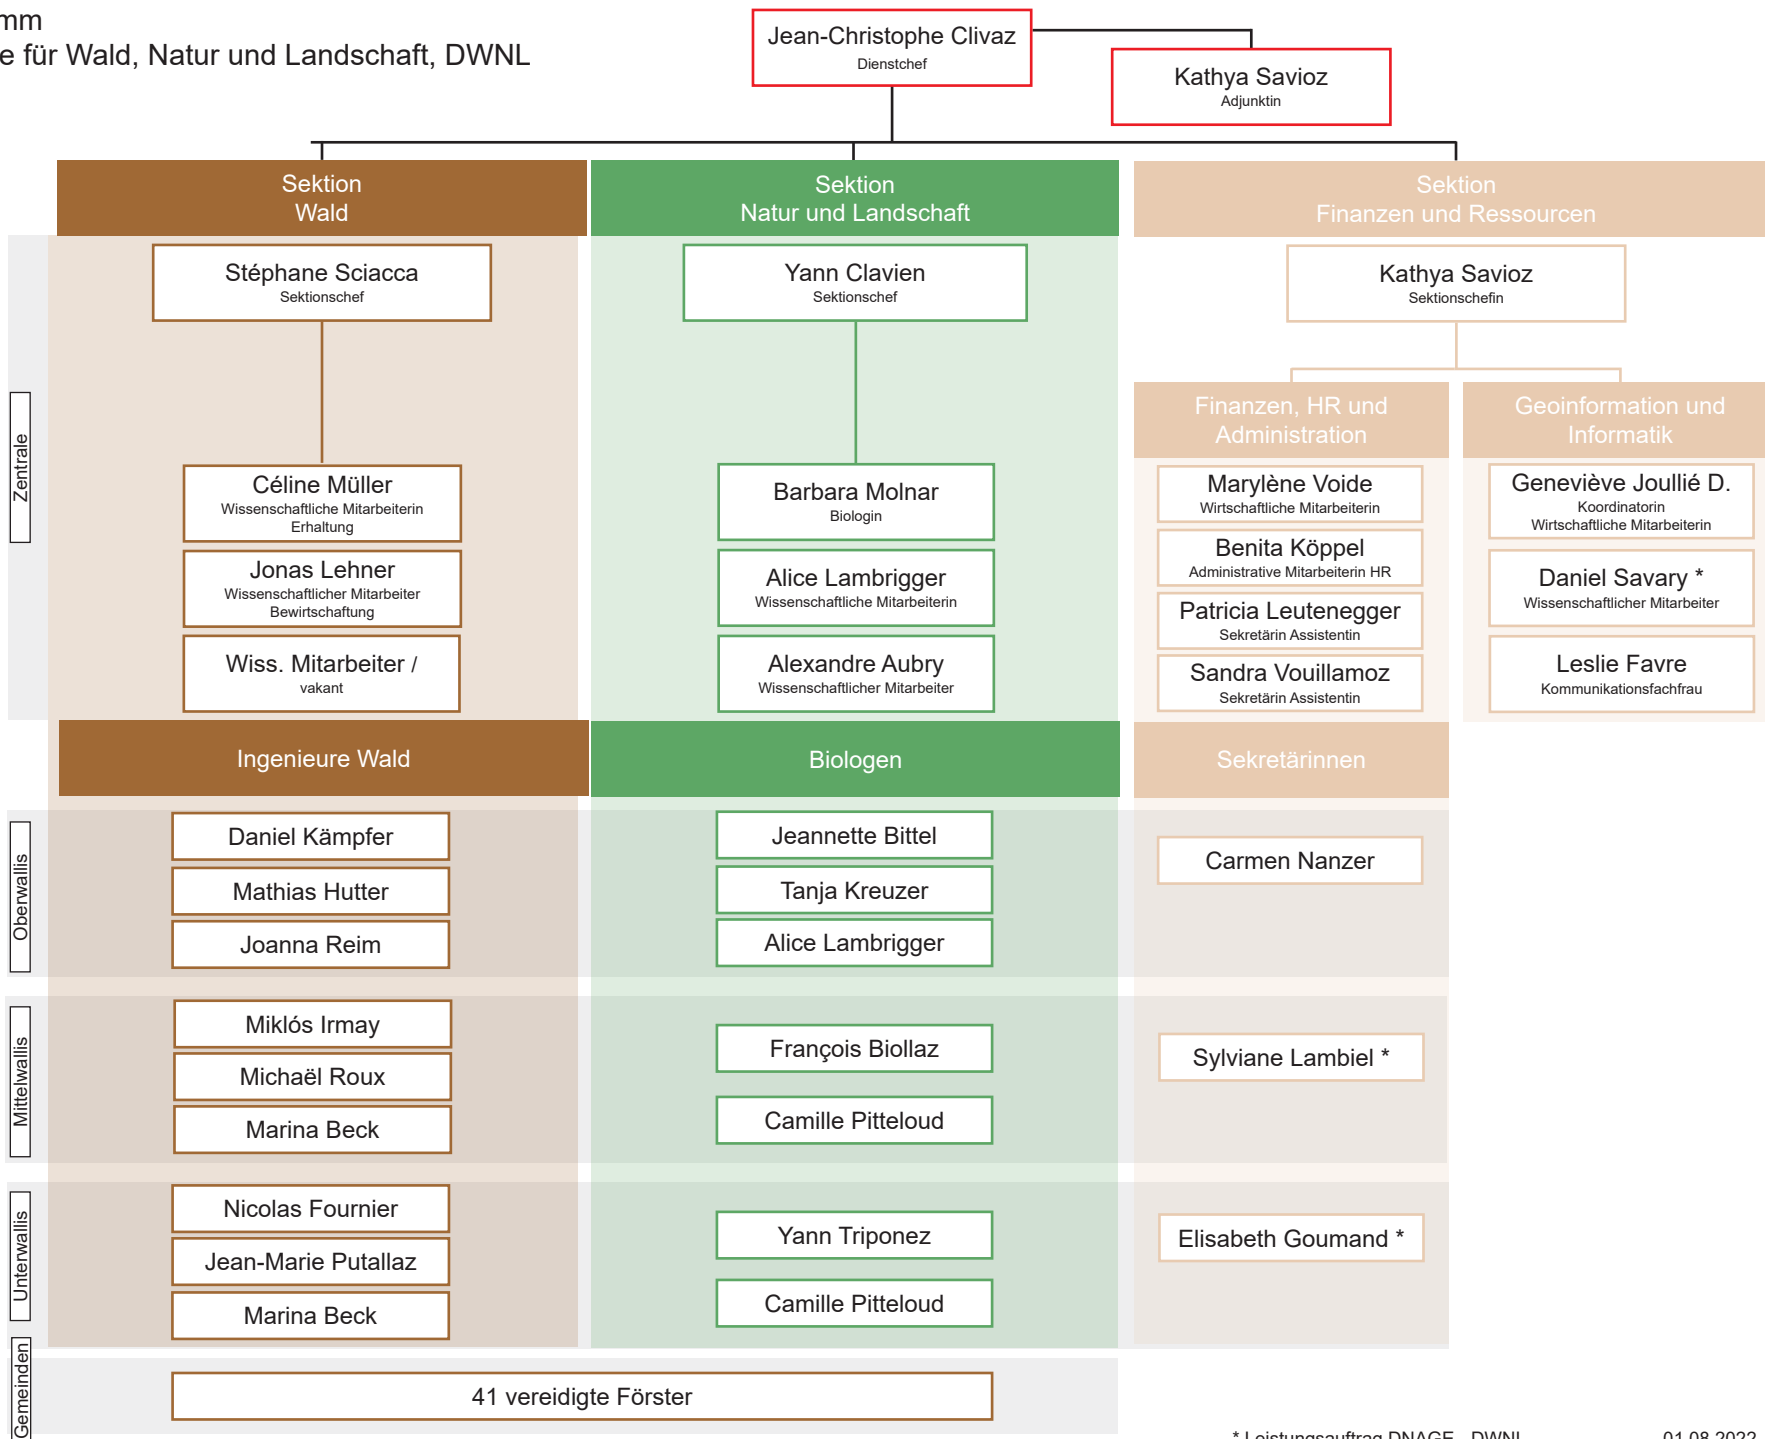 für Wald, Natur und Landschaft, DWNL
Jean-Christophe Clivaz
Dienstchef
Kathya Savioz
Adjunktin
Sektion
Wald
Sektion
Natur und Landschaft
Sektion
Finanzen und Ressourcen
Zentrale
Stéphane Sciacca
Sektionschef
Yann Clavien
Sektionschef
Kathya Savioz
Sektionschefin
Finanzen, HR und
Administration
Geoinformation und
Informatik
Céline Müller
Wissenschaftliche Mitarbeiterin
Erhaltung
Jonas Lehner
Wissenschaftlicher Mitarbeiter
Bewirtschaftung
Wiss. Mitarbeiter /
vakant
Barbara Molnar
Biologin
Alice Lambrigger
Wissenschaftliche Mitarbeiterin
Alexandre Aubry
Wissenschaftlicher Mitarbeiter
Marylène Voide
Wirtschaftliche Mitarbeiterin
Benita Köppel
Administrative Mitarbeiterin HR
Patricia Leutenegger
Sekretärin Assistentin
Sandra Vouillamoz
Sekretärin Assistentin
Geneviève Joullié D.
Koordinatorin
Wirtschaftliche Mitarbeiterin
Daniel Savary *
Wissenschaftlicher Mitarbeiter
Leslie Favre
Kommunikationsfachfrau
Ingenieure Wald
Biologen
Sekretärinnen
Oberwallis
Daniel Kämpfer
Mathias Hutter
Joanna Reim
Jeannette Bittel
Tanja Kreuzer
Alice Lambrigger
Carmen Nanzer
Mittelwallis
Miklós Irmay
Michaël Roux
Marina Beck
François Biollaz
Camille Pitteloud
Sylviane Lambiel *
Unterwallis
Nicolas Fournier
Jean-Marie Putallaz
Marina Beck
Yann Triponez
Camille Pitteloud
Elisabeth Goumand *
Gemeinden
41 vereidigte Förster
* Leistungsauftrag DNAGE - DWNL
01.08.2022